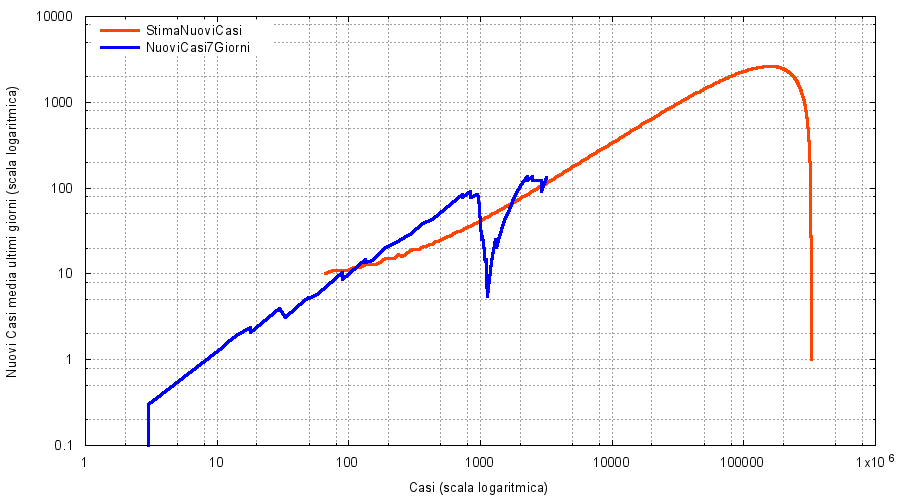 10000
StimaNuoviCasi
NuoviCasi7Giorni
1000
100
10
1
0.1
Nuovi Casi media ultimi giorni (scala logaritmica)
1 10 100 1000 10000 100000 1x10 6
Casi (scala logaritmica)